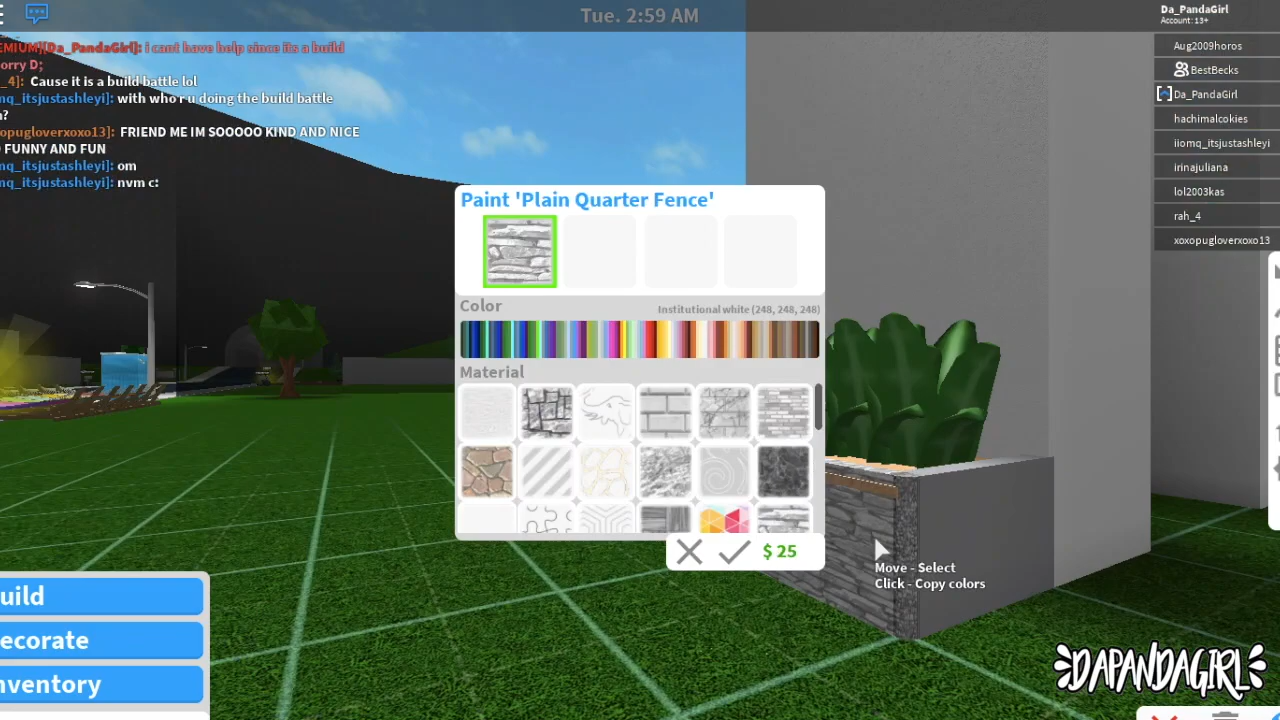 Tue. 2:59 AM
Da_PandaGirl
Account: 13+
EMIUM][Da_PandaGirl]: i cant have help since its a build
orry D;
_4]: Cause it is a build battle lol
mq_itsjustashleyi]: with who r u doing the build battle
n?
opugloverxoxo13]: FRIEND ME IM SOOOOO KIND AND NICE
FUNNY AND FUN
mq_itsjustashleyi]: om
mq_itsjustashleyi]: nvm c:
Aug2009horos
BestBecks
Da_PandaGirl
hachimalcokies
iiomq_itsjustashleyi
irinajuliana
lol2003kas
rah_4
xoxopugloverxoxo13
Paint 'Plain Quarter Fence'
Color Institutional white (248, 248, 248)
Material
$ 25
Move - Select
Click - Copy colors
uild
ecorate
nventory
DAPANDAGIRL